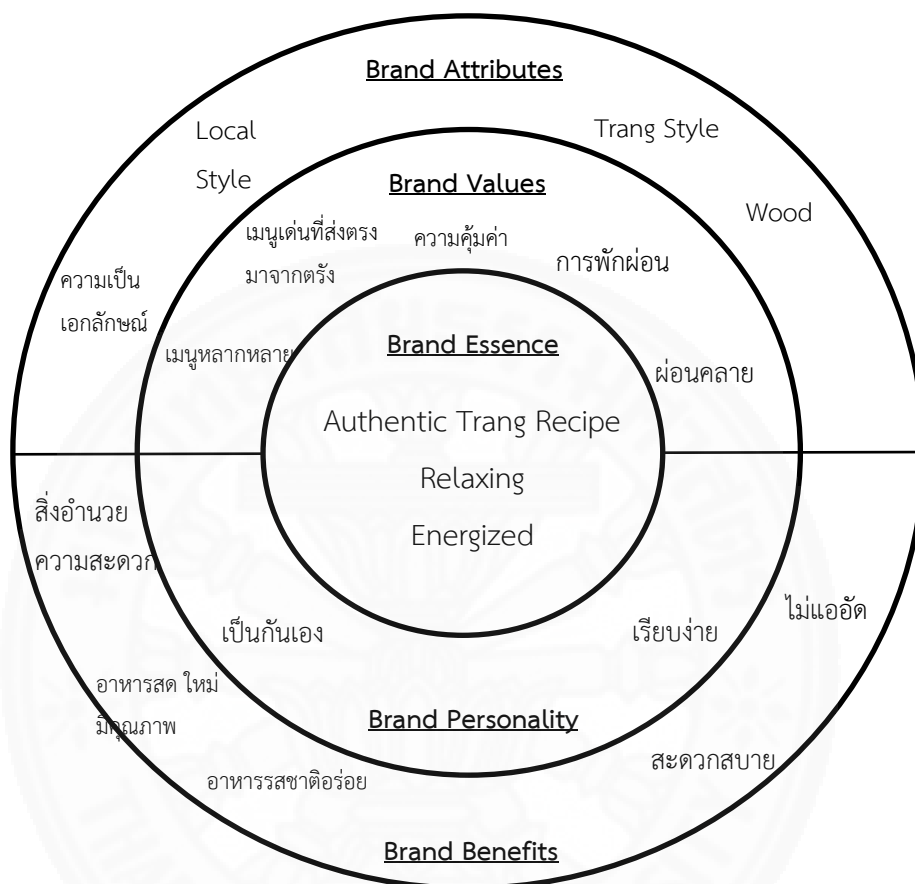 Brand Attributes
Local
Style
Trang Style
Wood
ความเป็น
เอกลักษณ์
Brand Values
เมนูเด่นที่ส่งตรง
มาจากตรัง
ความคุ้มค่า
การพักผ่อน
เมนูหลากหลาย
ผ่อนคลาย
Brand Essence
Authentic Trang Recipe
Relaxing
Energized
สิ่งอำนวย
ความสะดวก
เป็นกันเอง
เรียบง่าย
ไม่แออัด
อาหารสด ใหม่
มีคุณภาพ
Brand Personality
สะดวกสบาย
อาหารรสชาติอร่อย
Brand Benefits